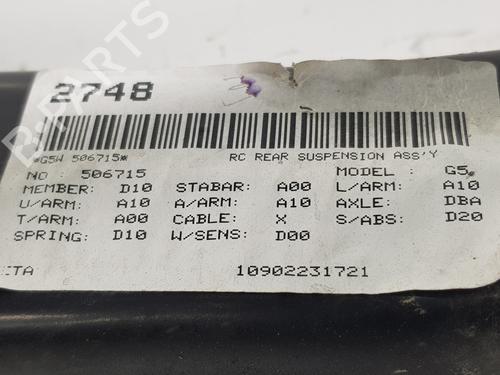 2748
*G5W 506715* RC REAR SUSPENSION ASS'Y
NO : 506715 MODEL : G5.
MEMBER: D10 STABAR: A00 L/ARM: A10
U/ARM: A10 A/ARM: A10 AXLE: DBA
T/ARM: A00 CABLE: X S/ABS: D20
SPRING: D10 W/SENS: D00
10902231721